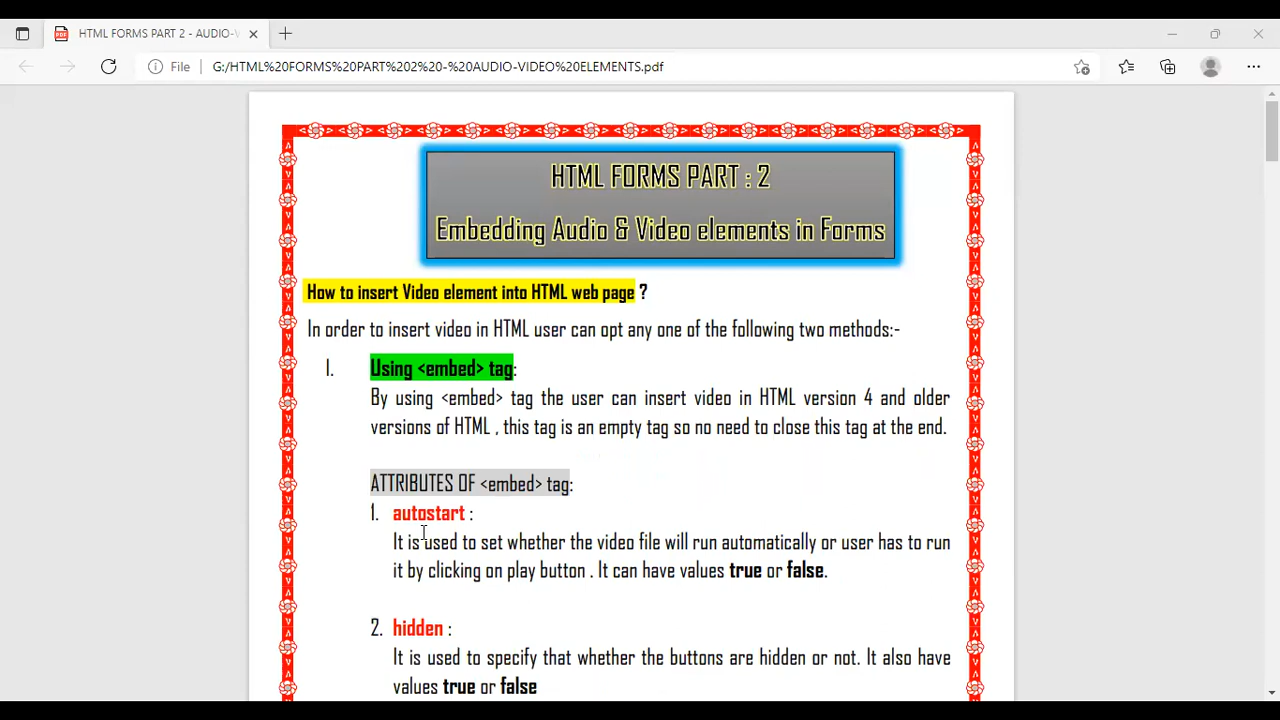 HTML FORMS PART 2 - AUDIO-V
File G:/HTML%20FORMS%20PART%202%20-%20AUDIO-VIDEO%20ELEMENTS.pdf
HTML FORMS PART : 2
Embedding Audio & Video elements in Forms
How to insert Video element into HTML web page ?
In order to insert video in HTML user can opt any one of the following two methods:-
I. Using <embed> tag:
By using <embed> tag the user can insert video in HTML version 4 and older
versions of HTML , this tag is an empty tag so no need to close this tag at the end.
ATTRIBUTES OF <embed> tag:
1. autostart :
It is used to set whether the video file will run automatically or user has to run
it by clicking on play button . It can have values true or false.
2. hidden :
It is used to specify that whether the buttons are hidden or not. It also have
values true or false